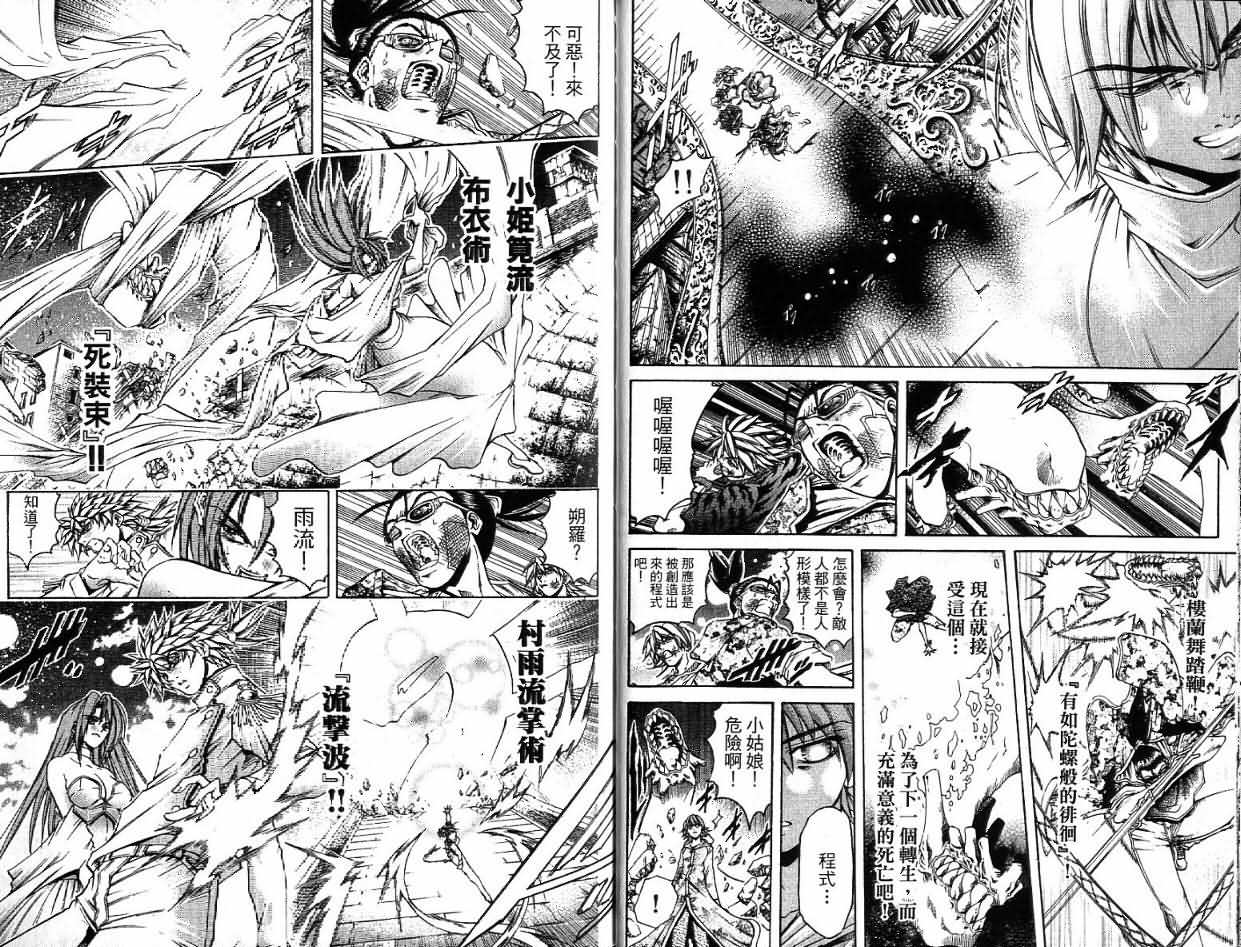 !!
喔喔喔喔!
樓蘭舞踏鞭
『有如陀螺般的徘徊』!
現在就接
受這個…
為了下一個轉生,而
充滿意義的死亡吧!
怎麼會?敵
人都不是人
形模樣了!
那應該是
被創造出
來的程式
吧!
程式…
小姑娘!
危險啊!
!
可惡!來
不及了!
小姫筧流
布衣術
『死裝束』!!
朔羅?
雨流!
知道了!
村雨流掌術
『流撃波』!!